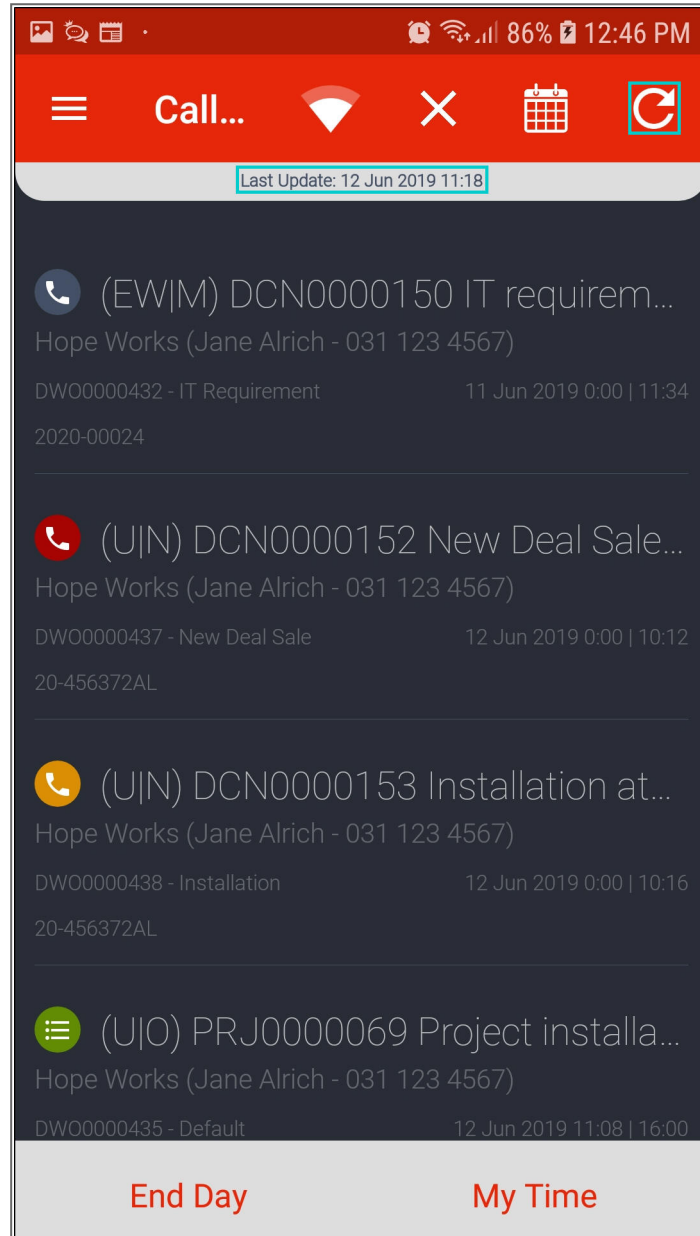 86% 12:46 PM
Call...
Last Update: 12 Jun 2019 11:18
(EW|M) DCN0000150 IT requirem...
Hope Works (Jane Alrich - 031 123 4567)
DWO0000432 - IT Requirement 11 Jun 2019 0:00 | 11:34
2020-00024
(U|N) DCN0000152 New Deal Sale...
Hope Works (Jane Alrich - 031 123 4567)
DWO0000437 - New Deal Sale 12 Jun 2019 0:00 | 10:12
20-456372AL
(U|N) DCN0000153 Installation at...
Hope Works (Jane Alrich - 031 123 4567)
DWO0000438 - Installation 12 Jun 2019 0:00 | 10:16
20-456372AL
(U|O) PRJ0000069 Project installa...
Hope Works (Jane Alrich - 031 123 4567)
DWO0000435 - Default 12 Jun 2019 11:08 | 16:00
End Day My Time